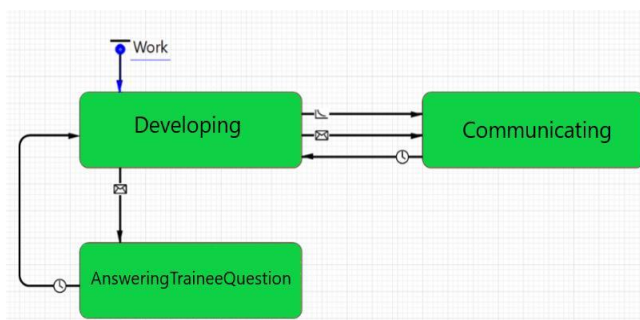 Work
Developing
Communicating
AnsweringTraineeQuestion